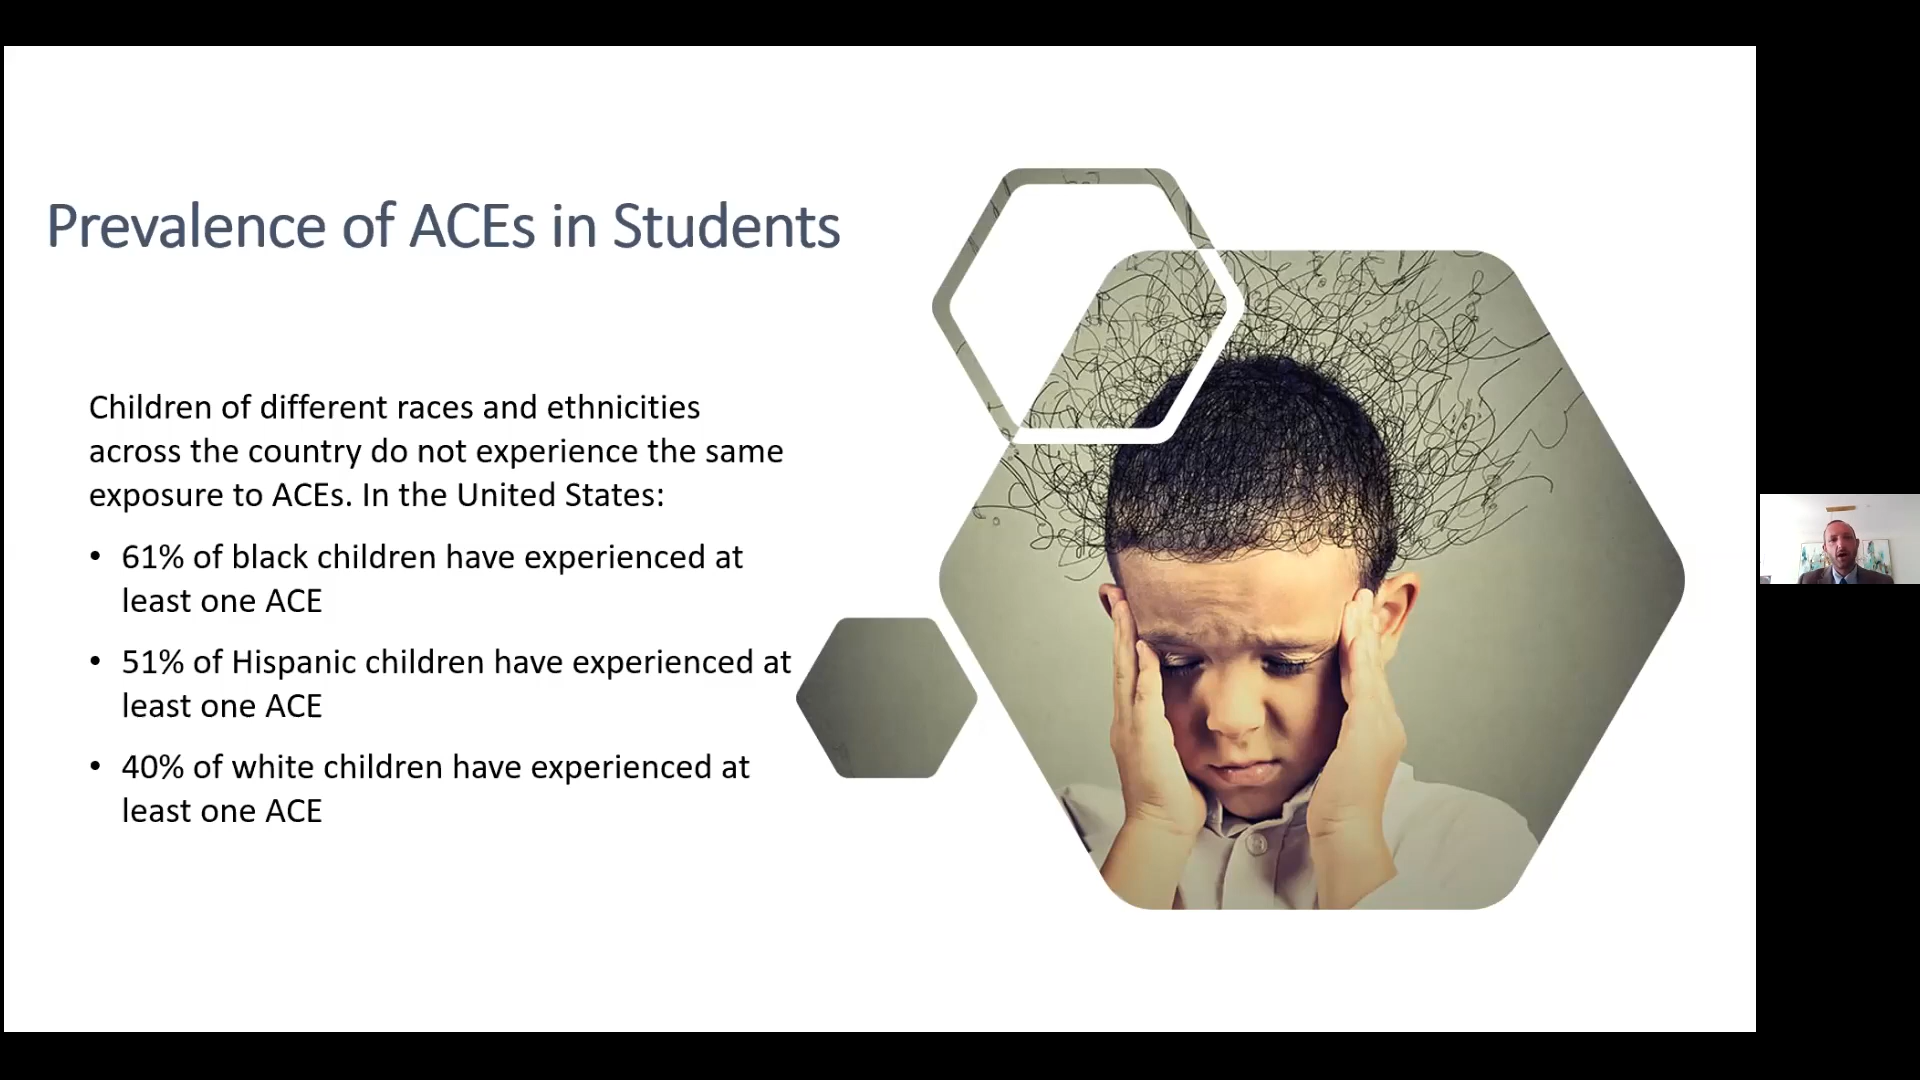 Prevalence of ACEs in Students
Children of different races and ethnicities
across the country do not experience the same
exposure to ACEs. In the United States:
• 61% of black children have experienced at
least one ACE
• 51% of Hispanic children have experienced at
least one ACE
• 40% of white children have experienced at
least one ACE